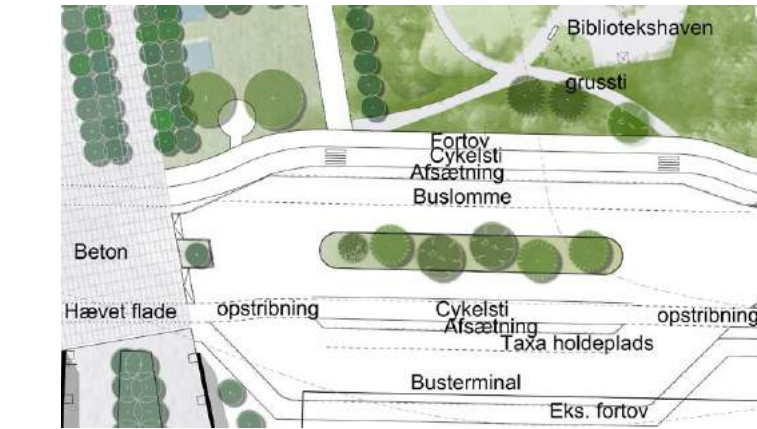 Bibliotekshaven
grussti
Fortov
Cykelsti
Afsætning
Buslomme
Beton
Hævet flade
opstribning
Cykelsti
opstribning
Afsætning
Taxa holdeplads
Busterminal
Eks. fortov